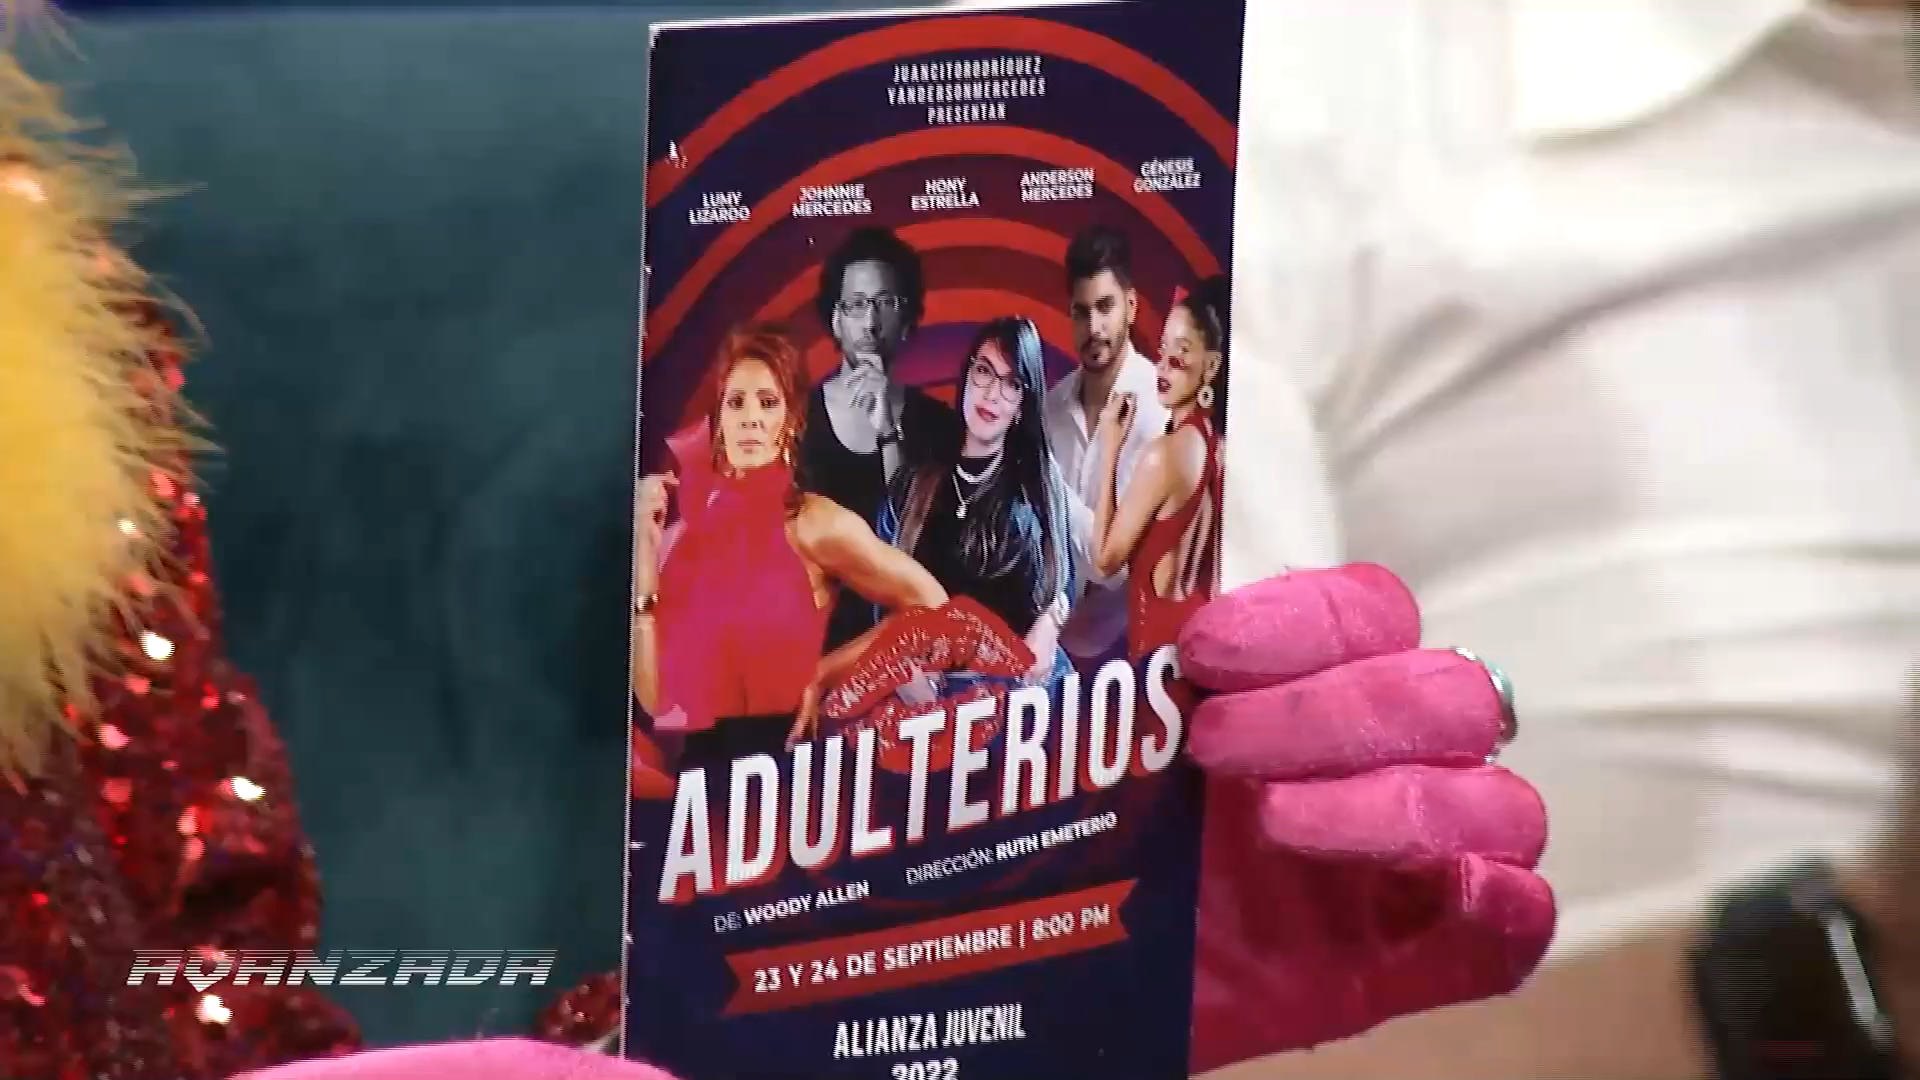 JUANCITORODRÍGUEZ
YANDERSONMERCEDES
PRESENTAN
LUMY
LIZARDO
JOHNNIE
MERCEDES
HONY
ESTRELLA
ANDERSON
MERCEDES
GÉNESIS
GONZÁLEZ
ADULTERIOS
DE: WOODY ALLEN
DIRECCIÓN: RUTH EMETERIO
23 Y 24 DE SEPTIEMBRE | 8:00 PM
ALIANZA JUVENIL
2022
AVANZADA